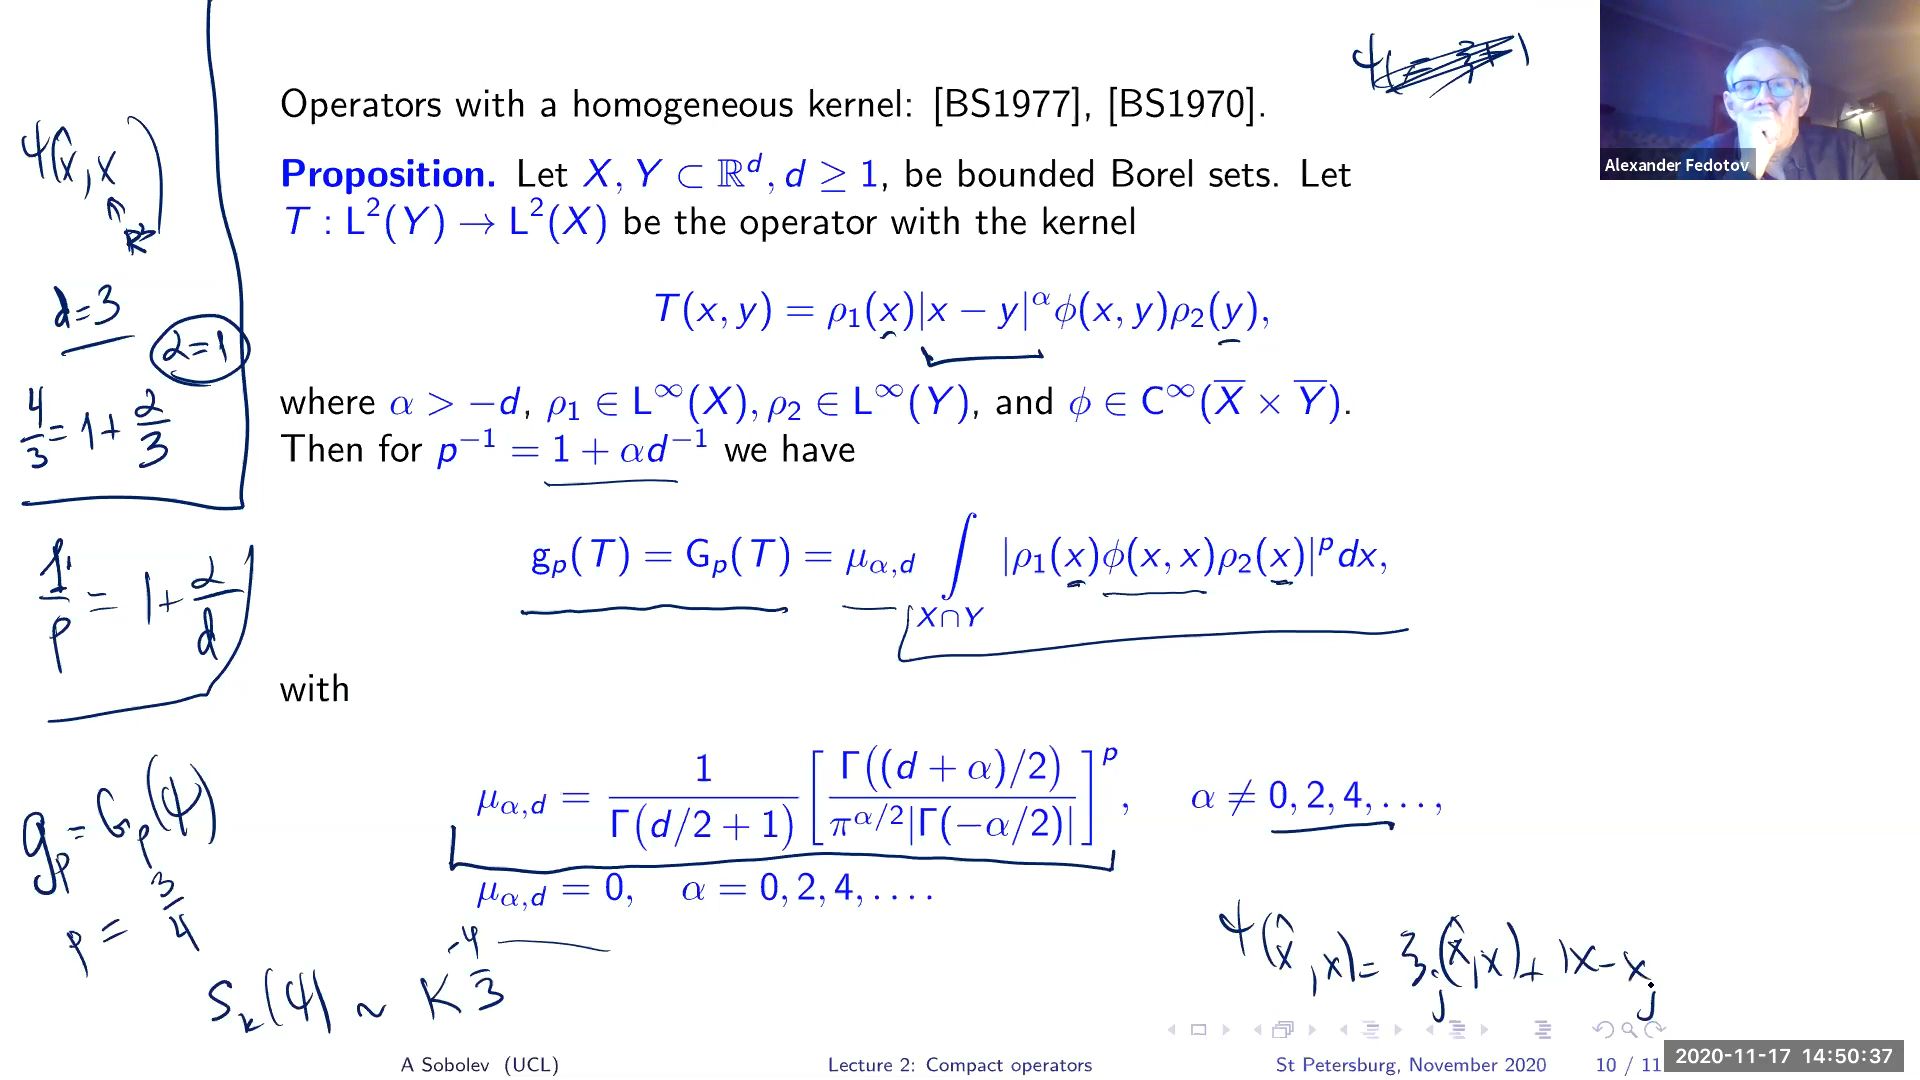 Operators with a homogeneous kernel: [BS1977], [BS1970].
Proposition. Let X, Y ⊂ ℝ^d, d ≥ 1, be bounded Borel sets. Let
T : L²(Y) → L²(X) be the operator with the kernel
T(x, y) = ρ₁(x)|x − y|^α ϕ(x, y)ρ₂(y),
where α > −d, ρ₁ ∈ L^∞(X), ρ₂ ∈ L^∞(Y), and ϕ ∈ C^∞(X̅ × Y̅).
Then for p^{−1} = 1 + αd^{−1} we have
g_p(T) = G_p(T) = μ_{α,d} ∫_{X∩Y} |ρ₁(x)ϕ(x, x)ρ₂(x)|^p dx,
with
μ_{α,d} = 1/Γ(d/2 + 1) [Γ((d + α)/2) / π^{α/2}|Γ(−α/2)|]^p, α ≠ 0, 2, 4, . . . ,
μ_{α,d} = 0, α = 0, 2, 4, . . . .
ψ(x̂, x)
R³
d=3
α=1
4/3 = 1 + α/3
1/p = 1 + α/d
g_p = G_p(ψ)
p = 3/4
S_k(ψ) ~ k^{-4/3}
ψ(x̂, x) = ξ_j(x̂, x) + |x − x_j
Alexander Fedotov
A Sobolev (UCL)
Lecture 2: Compact operators
St Petersburg, November 2020
10 / 11
2020-11-17 14:50:37